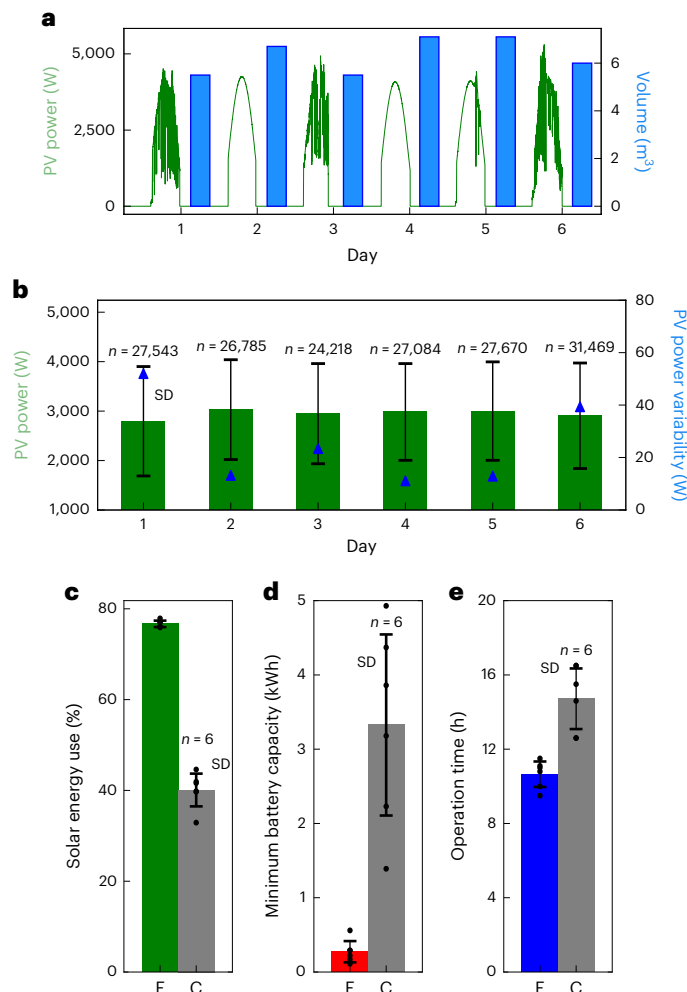 a
PV power (W)
5,000
2,500
0
6
4
2
0
Volume (m³)
1 2 3 4 5 6
Day
b
PV power (W)
5,000
4,000
3,000
2,000
1,000
n = 27,543
n = 26,785
n = 24,218
n = 27,084
n = 27,670
n = 31,469
SD
80
60
40
20
0
PV power variability (W)
1 2 3 4 5 6
Day
c
Solar energy use (%)
80
60
40
20
0
n = 6
SD
F C
d
Minimum battery capacity (kWh)
5
4
3
2
1
0
n = 6
SD
F C
e
Operation time (h)
20
16
12
8
4
0
n = 6
SD
F C